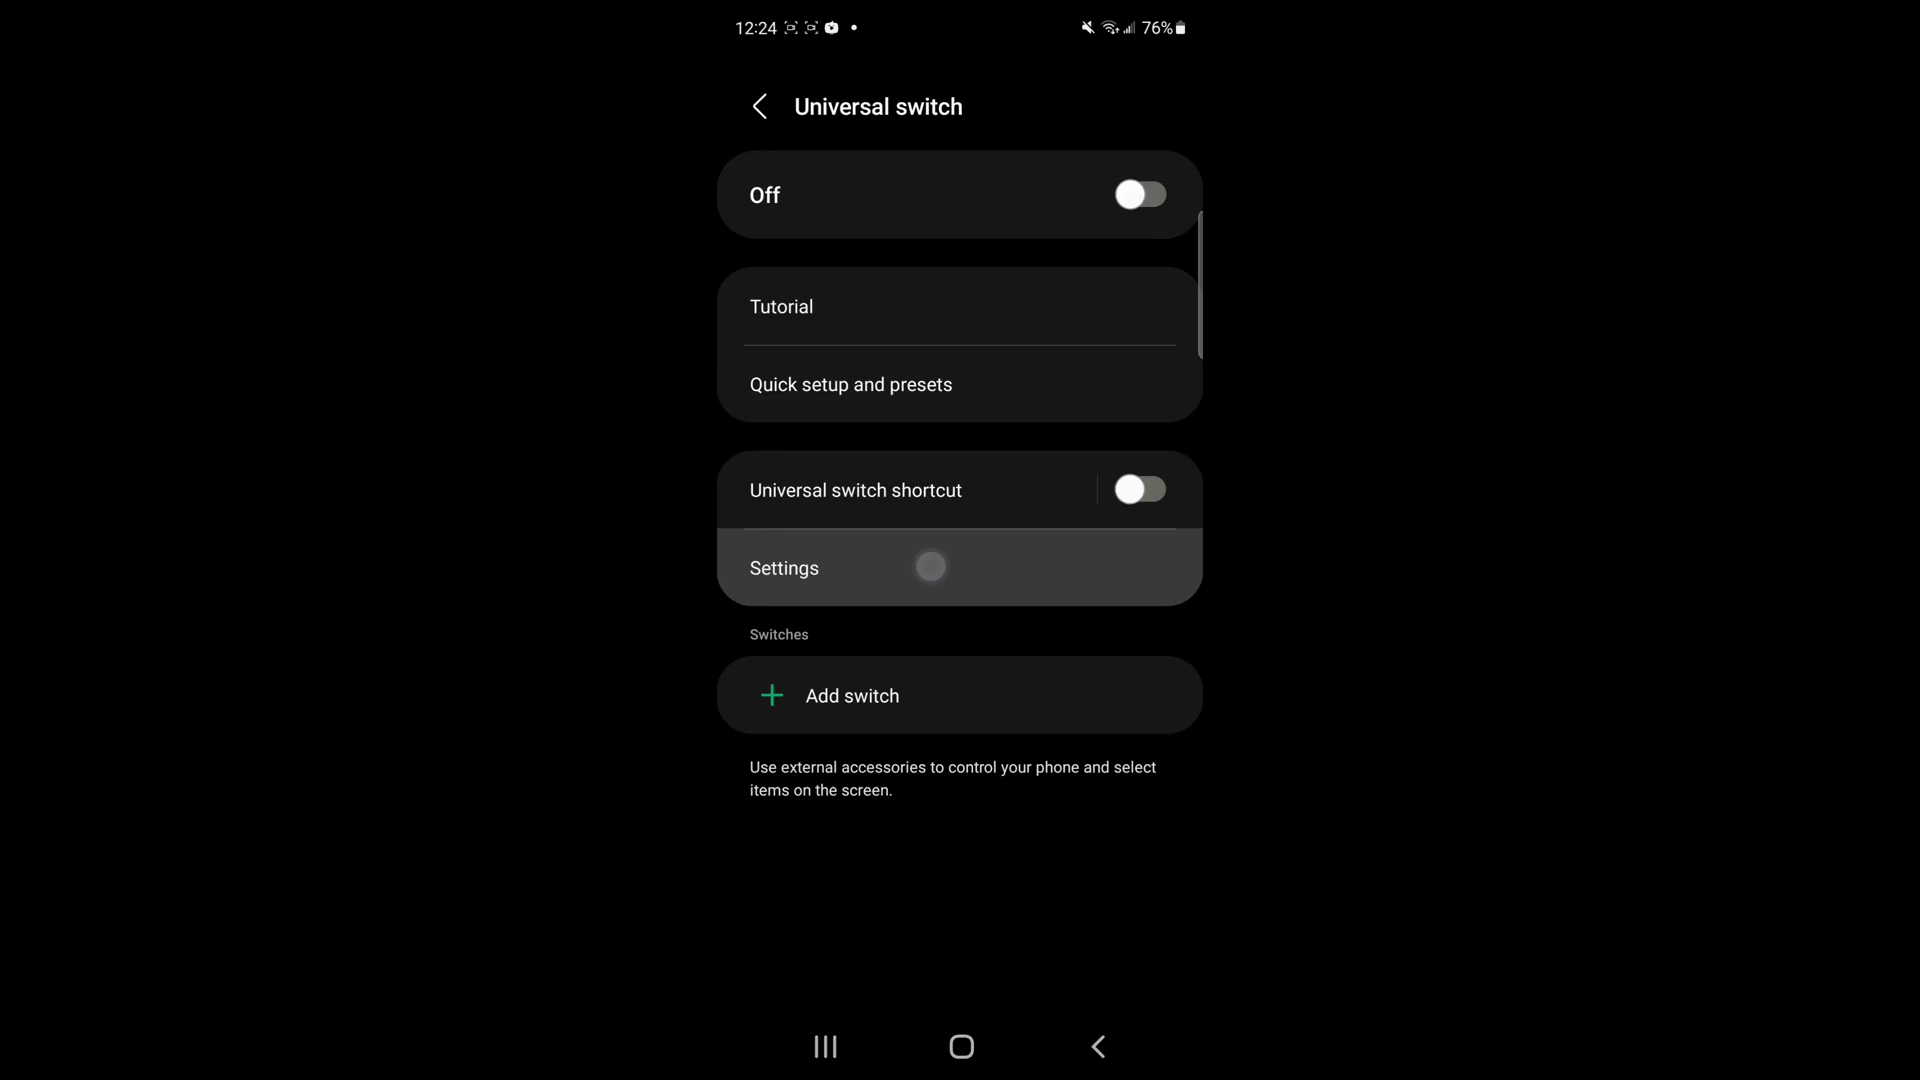 12:24
76%
Universal switch
Off
Tutorial
Quick setup and presets
Universal switch shortcut
Settings
Switches
Add switch
Use external accessories to control your phone and select
items on the screen.